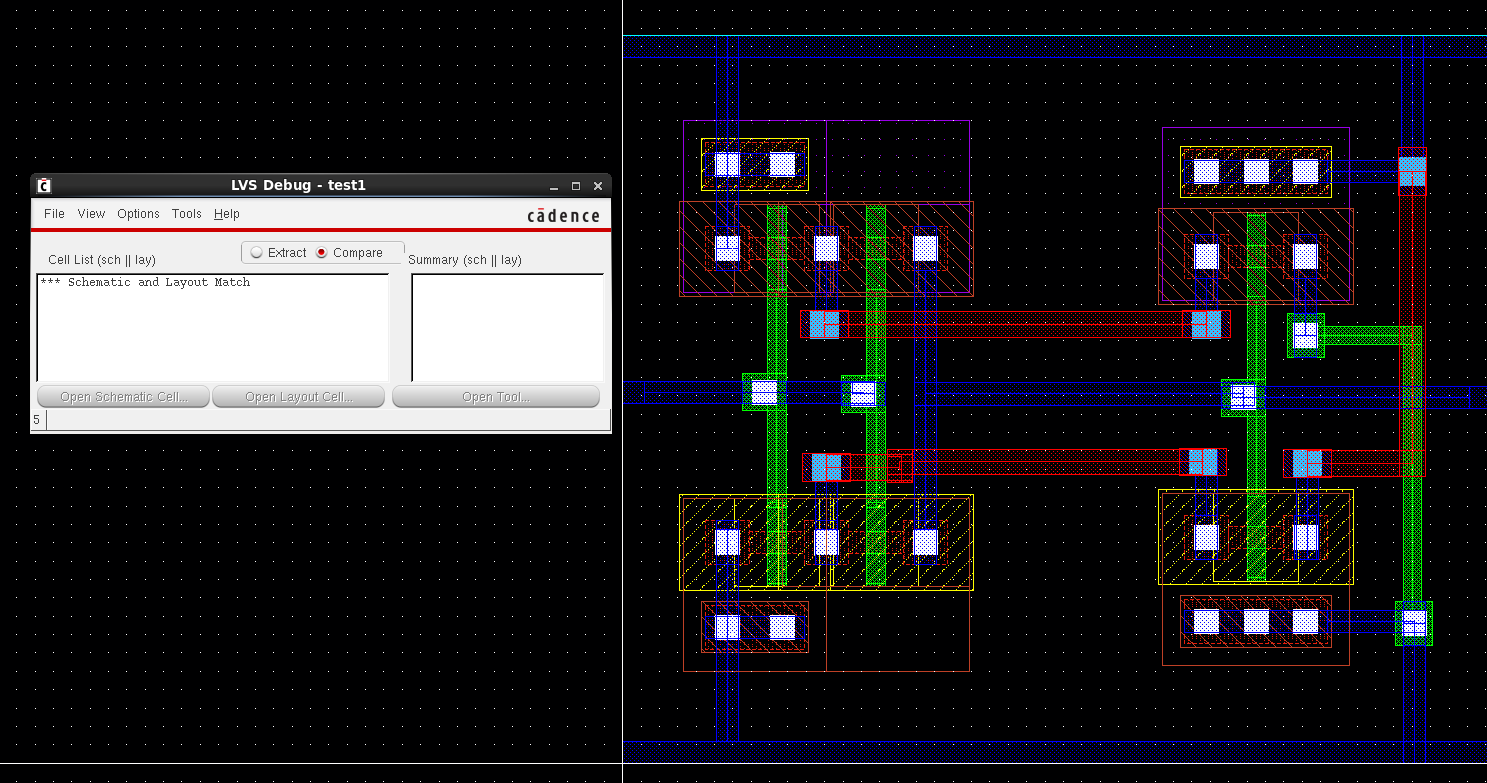 LVS Debug - test1
File View Options Tools Help
cādence
Extract Compare
Cell List (sch || lay)
Summary (sch || lay)
*** Schematic and Layout Match
Open Schematic Cell...
Open Layout Cell...
Open Tool...
5